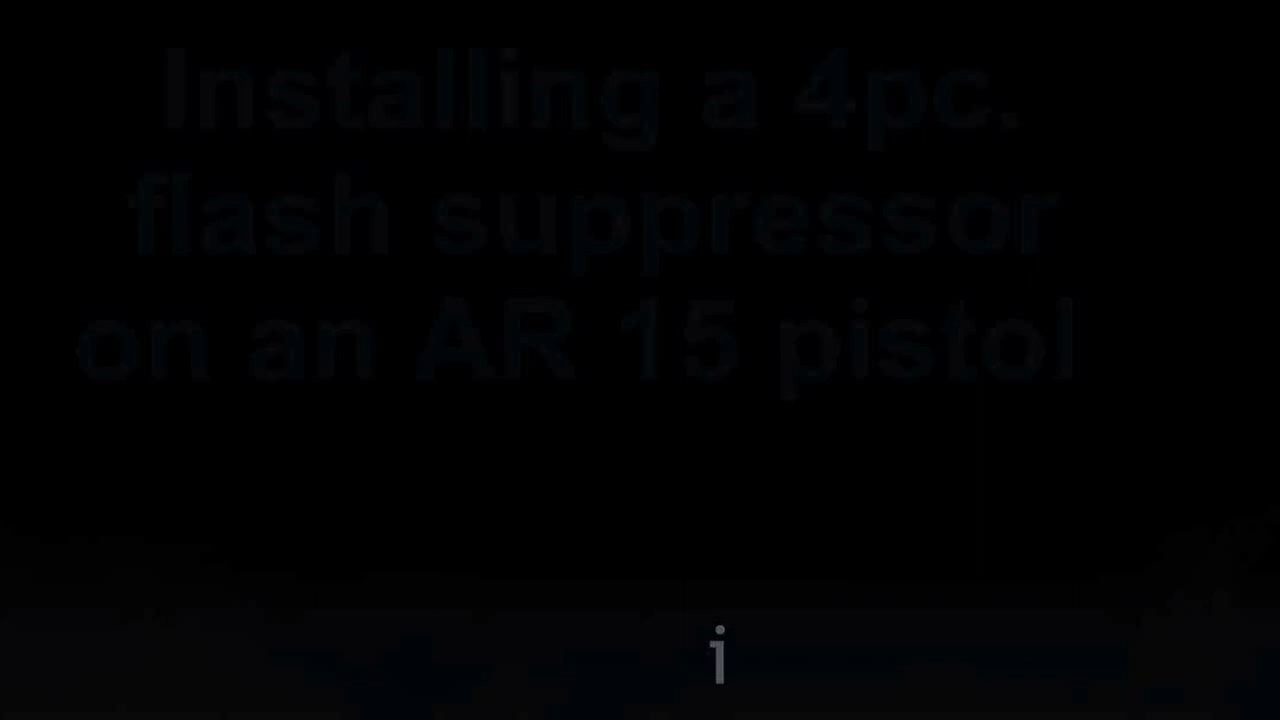 Installing a 4pc.
flash suppressor
on an AR 15 pistol
i